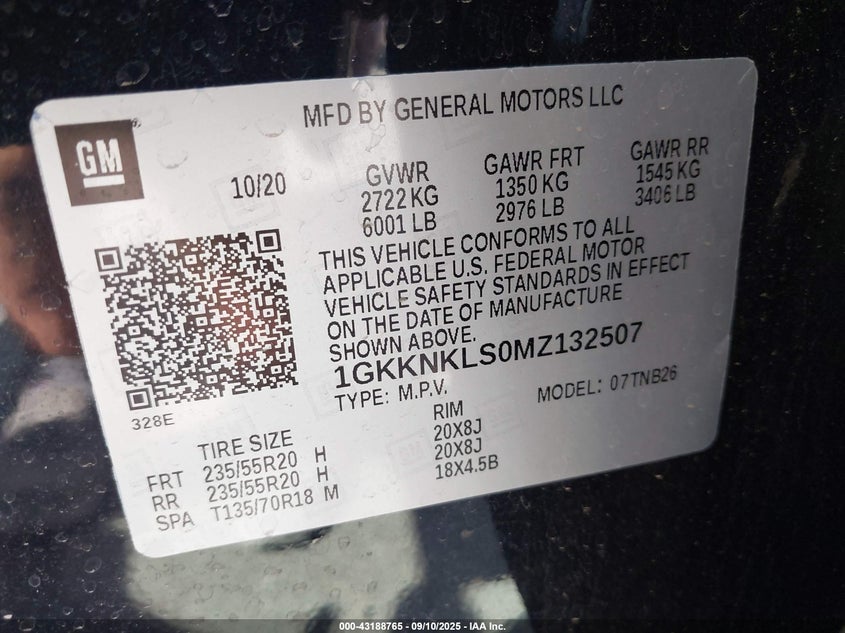 MFD BY GENERAL MOTORS LLC
GM
10/20
GVWR
2722 KG
6001 LB
GAWR FRT
1350 KG
2976 LB
GAWR RR
1545 KG
3406 LB
THIS VEHICLE CONFORMS TO ALL
APPLICABLE U.S. FEDERAL MOTOR
VEHICLE SAFETY STANDARDS IN EFFECT
ON THE DATE OF MANUFACTURE
SHOWN ABOVE.
1GKKNKLS0MZ132507
TYPE: M.P.V.
MODEL: 07TNB26
328E
TIRE SIZE RIM
FRT 235/55R20 H 20X8J
RR 235/55R20 H 20X8J
SPA T135/70R18 M 18X4.5B
000-43188765 - 09/10/2025 - IAA Inc.